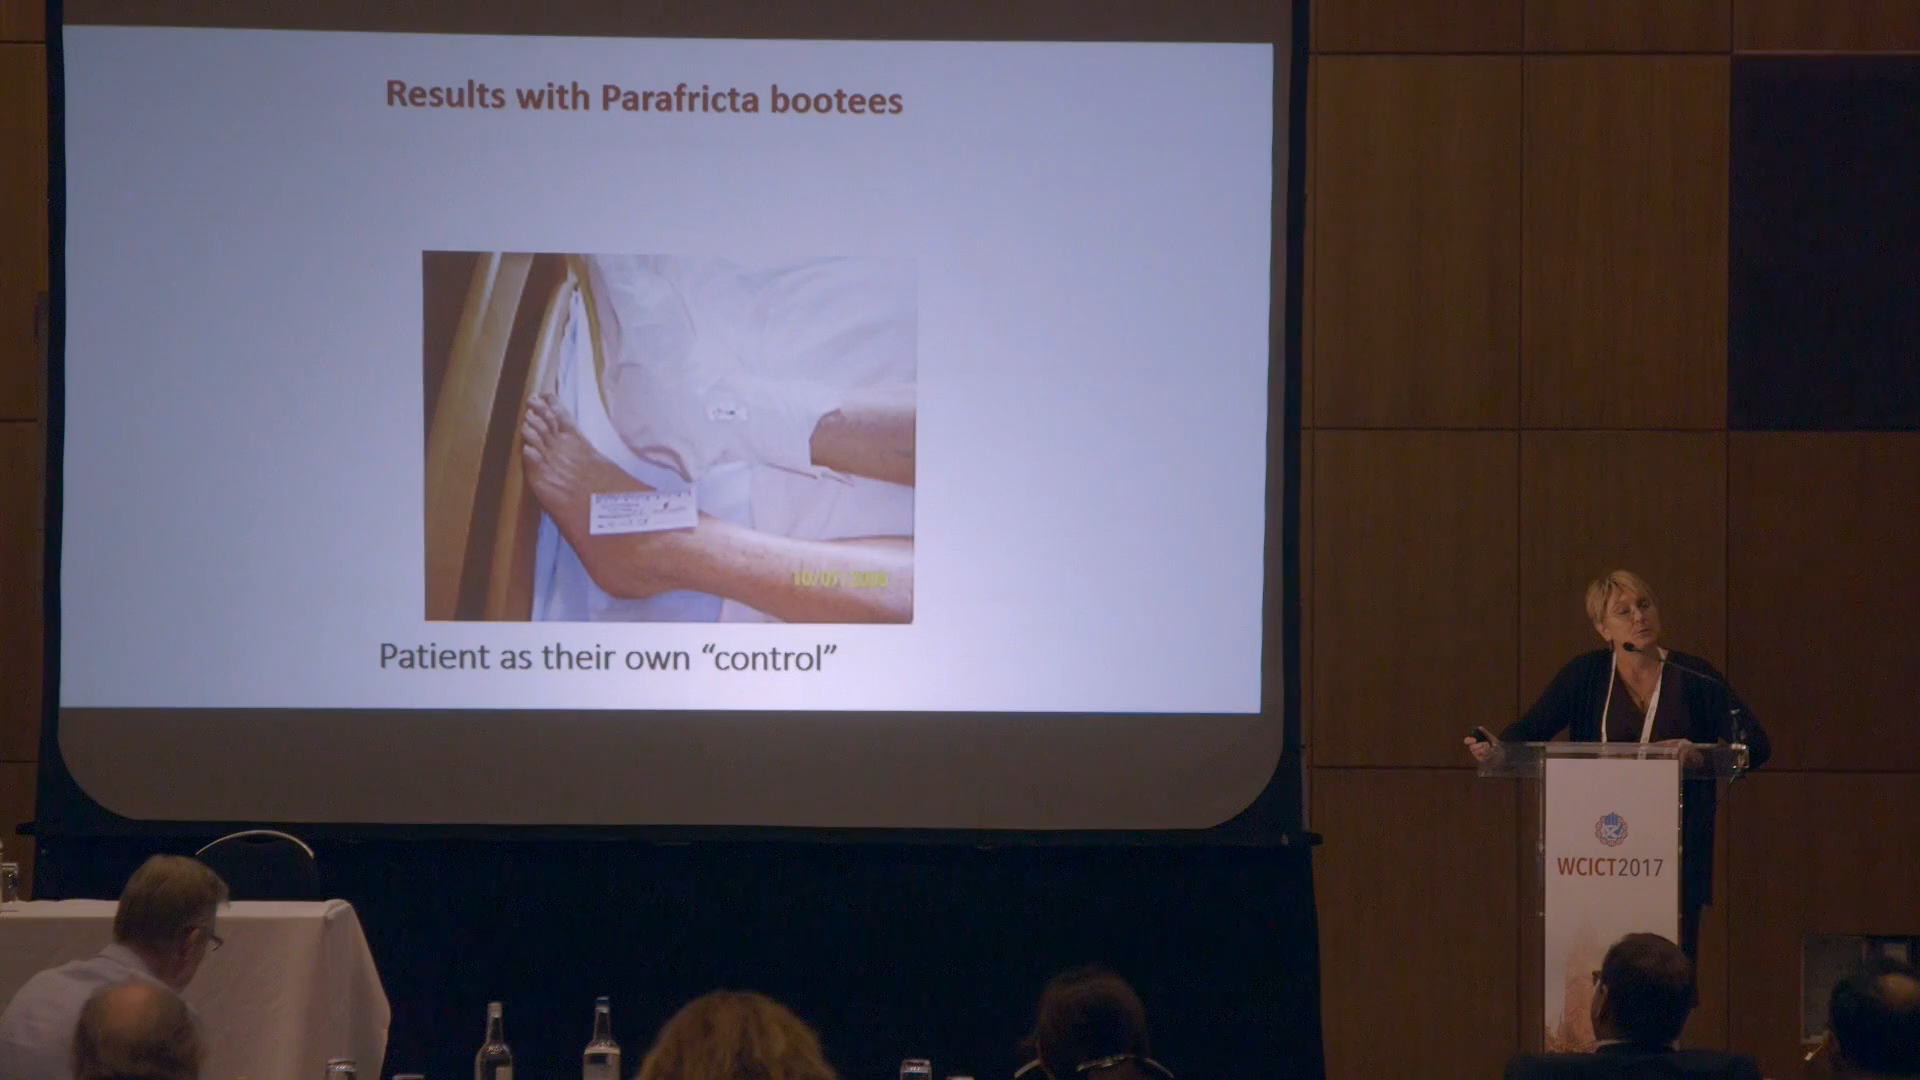 Results with Parafricta bootees
Patient as their own “control”
WCICT2017